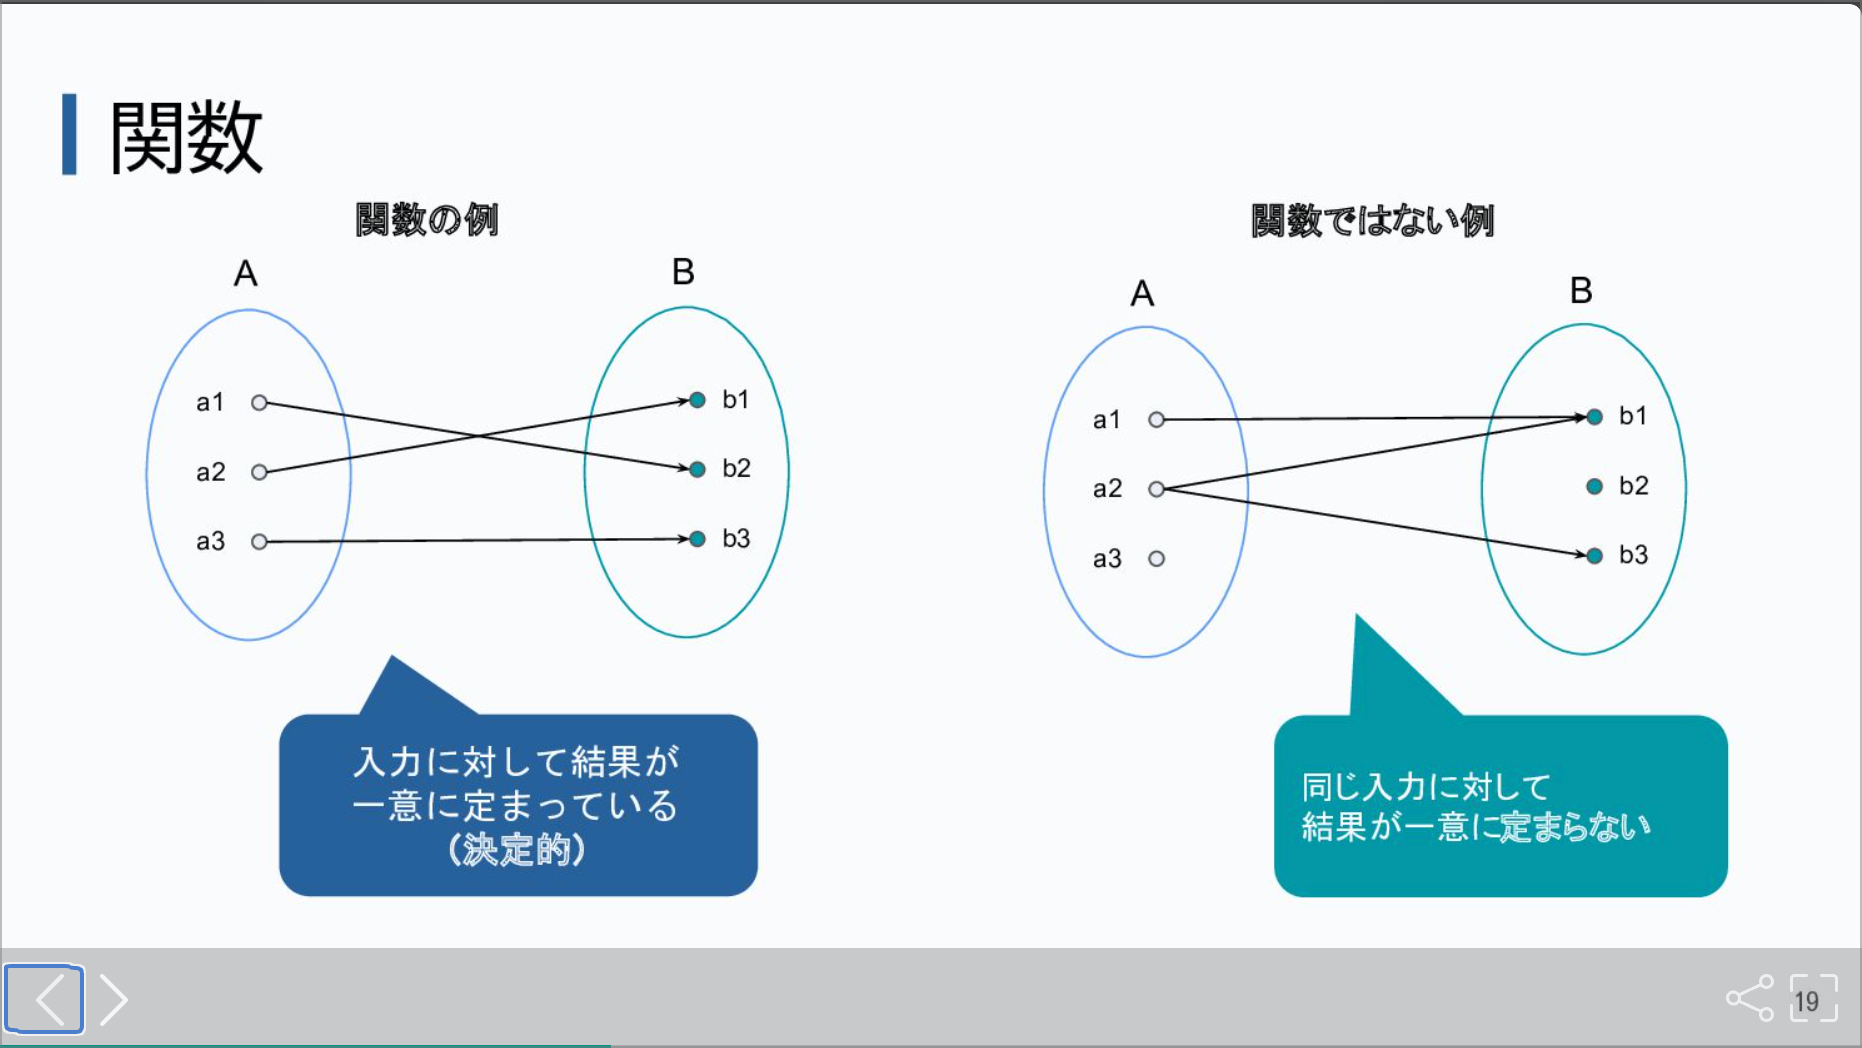 関数
関数の例
A
B
a1
a2
a3
b1
b2
b3
入力に対して結果が
一意に定まっている
（決定的）
関数ではない例
A
B
a1
a2
a3
b1
b2
b3
同じ入力に対して
結果が一意に定まらない
19